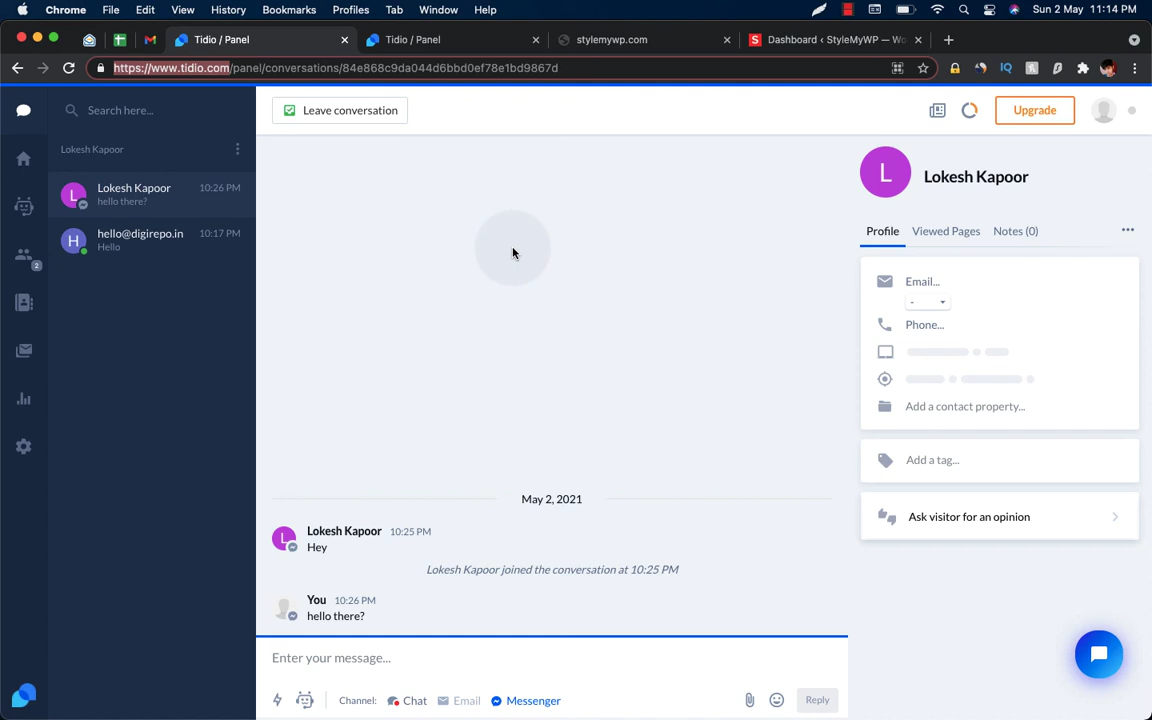 Chrome File Edit View History Bookmarks Profiles Tab Window Help Sun 2 May 11:14 PM
Tidio / Panel Tidio / Panel stylemywp.com Dashboard ‹ StyleMyWP — Wo
https://www.tidio.com/panel/conversations/84e868c9da044d6bbd0ef78e1bd9867d
Search here...
Leave conversation
Upgrade
Lokesh Kapoor
Lokesh Kapoor 10:26 PM
hello there?
hello@digirepo.in 10:17 PM
Hello
2
L
H
L
Lokesh Kapoor
Profile Viewed Pages Notes (0)
Email...
-
Phone...
Add a contact property...
Add a tag...
Ask visitor for an opinion
May 2, 2021
L
Lokesh Kapoor 10:25 PM
Hey
Lokesh Kapoor joined the conversation at 10:25 PM
You 10:26 PM
hello there?
Enter your message...
Channel: Chat Email Messenger
Reply